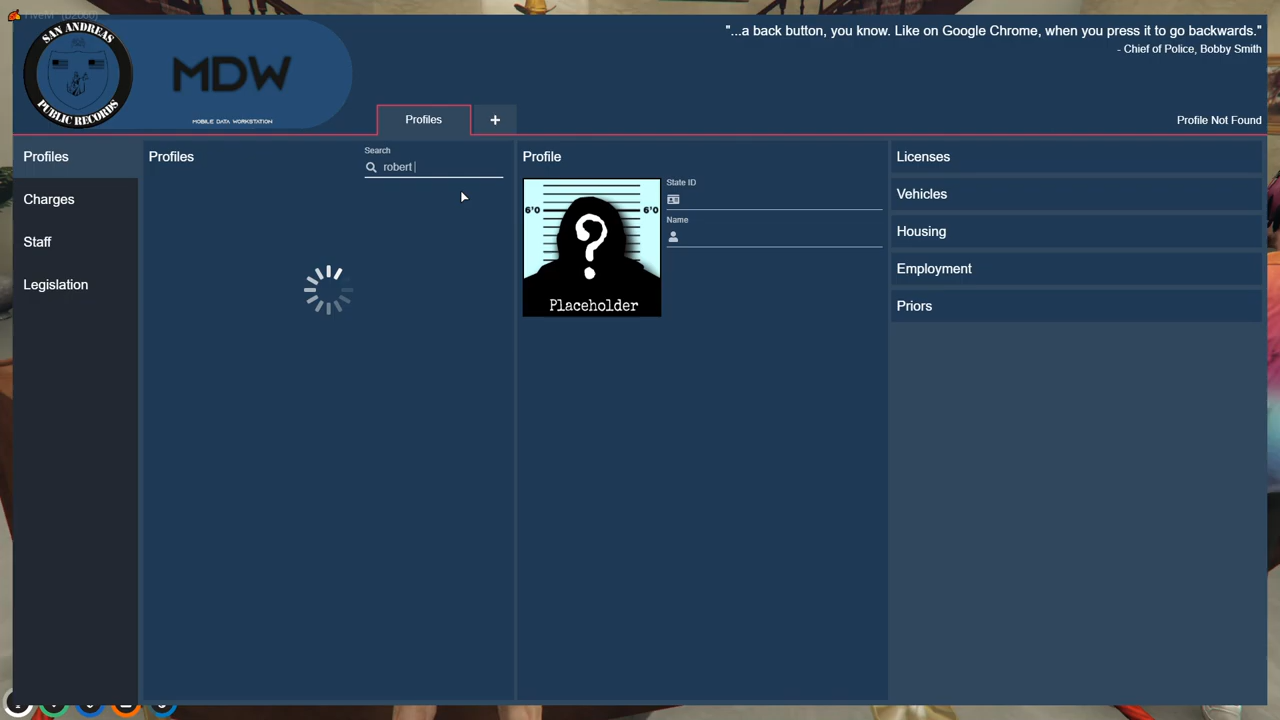 FiveM
SAN ANDREAS
PUBLIC RECORDS
MDW
MOBILE DATA WORKSTATION
"...a back button, you know. Like on Google Chrome, when you press it to go backwards."
- Chief of Police, Bobby Smith
Profiles
+
Profile Not Found
Profiles
Charges
Staff
Legislation
Profiles
Search
robert
Profile
6'0 6'0
?
Placeholder
State ID
Name
Licenses
Vehicles
Housing
Employment
Priors